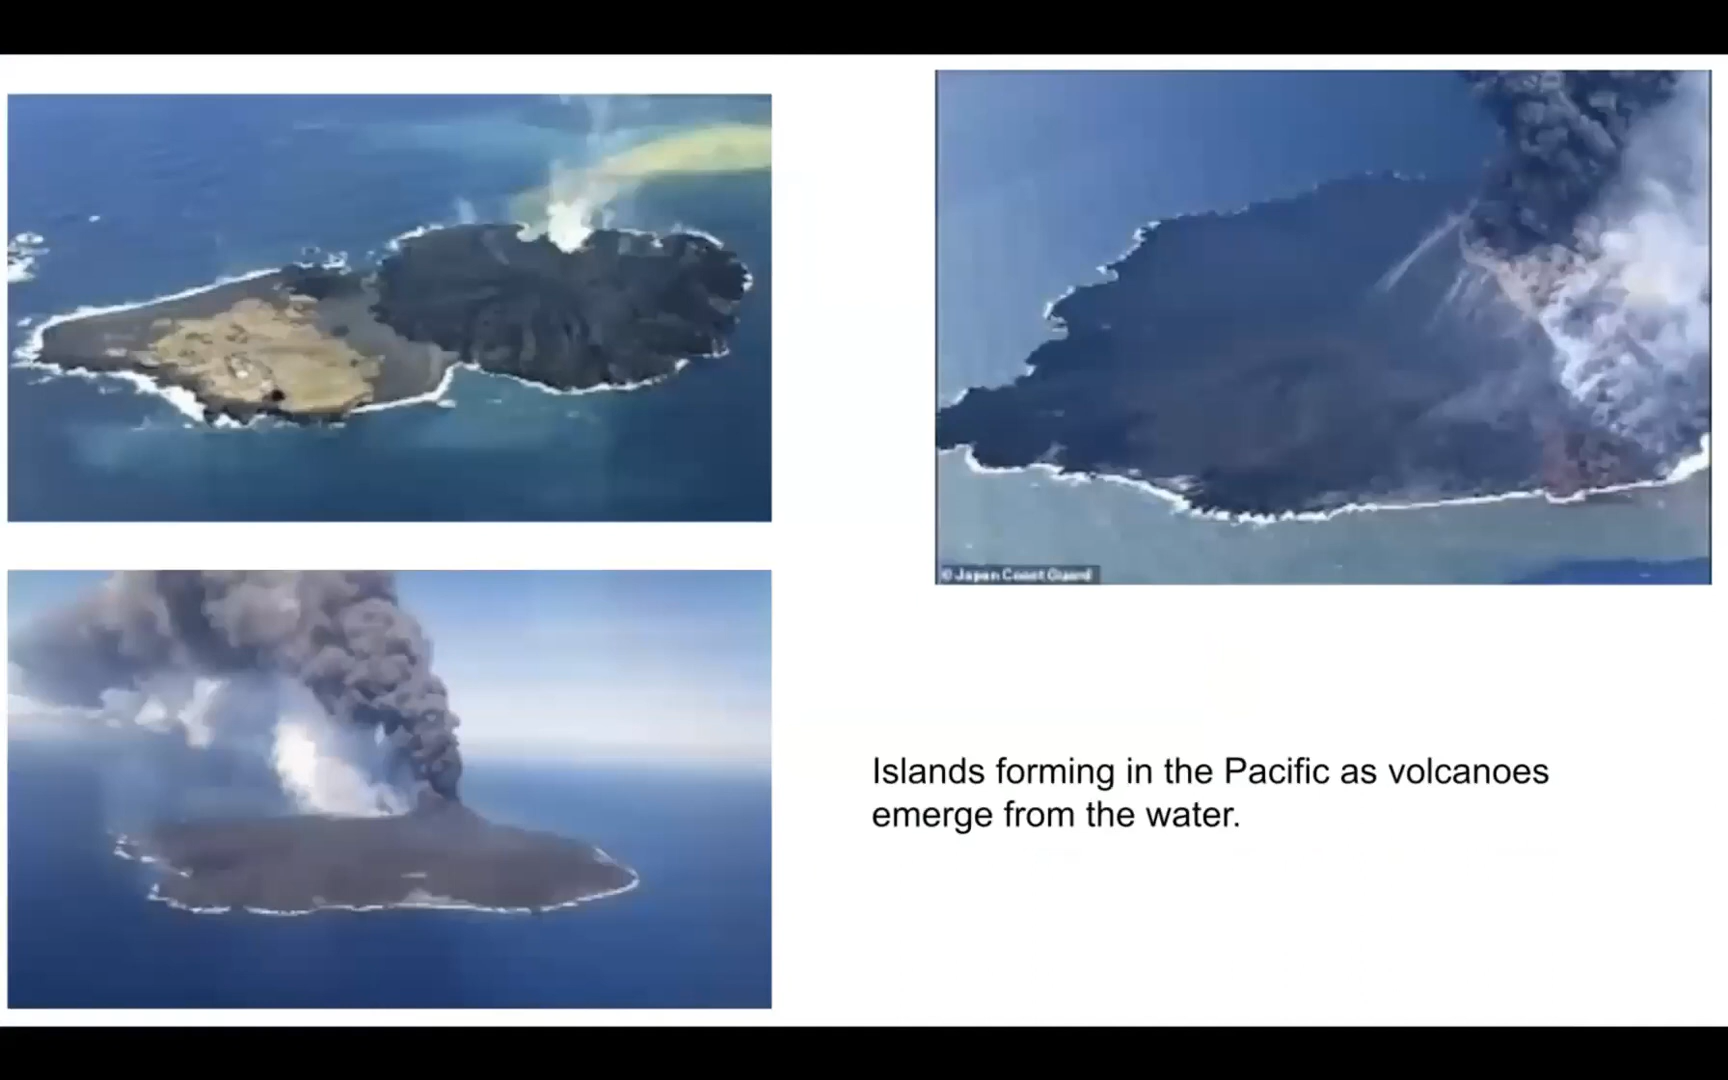 © Japan Coast Guard
Islands forming in the Pacific as volcanoes
emerge from the water.